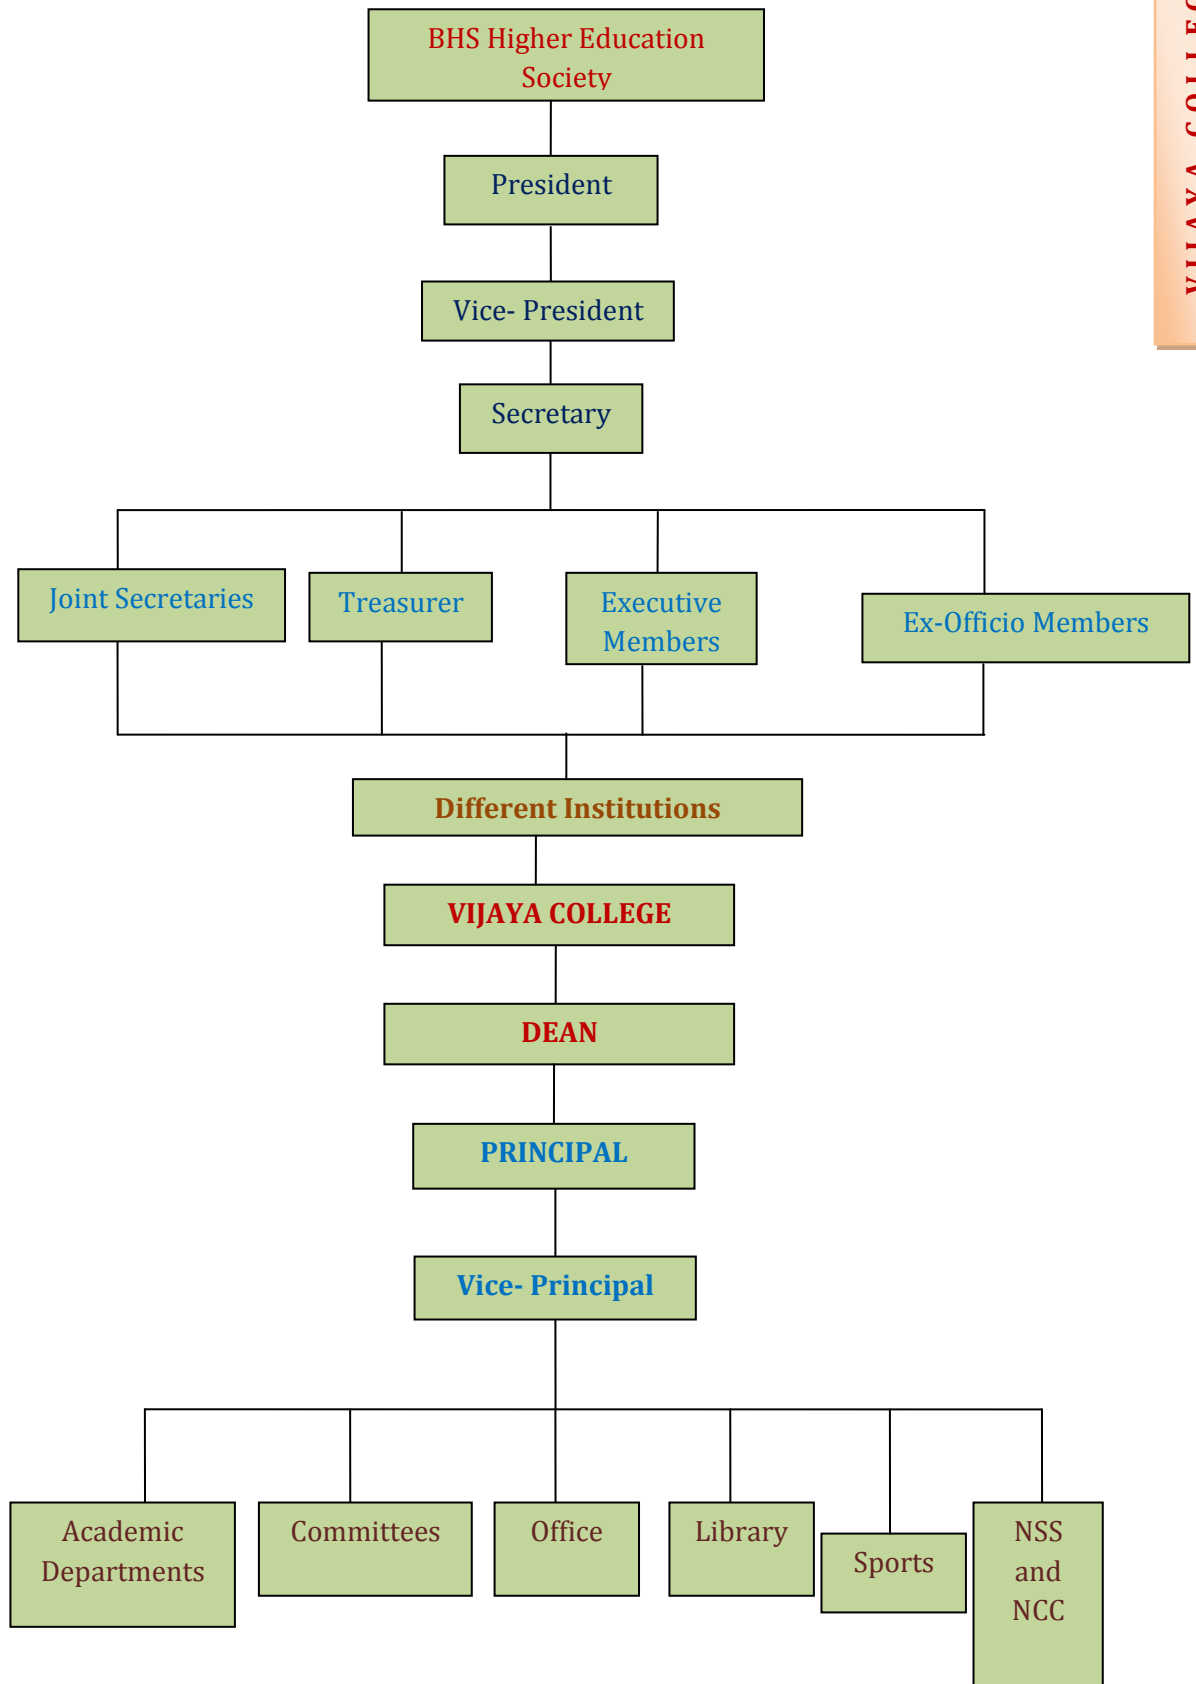 BHS Higher Education
Society
President
Vice- President
Secretary
Joint Secretaries
Treasurer
Executive
Members
Ex-Officio Members
Different Institutions
VIJAYA COLLEGE
DEAN
PRINCIPAL
Vice- Principal
Academic
Departments
Committees
Office
Library
Sports
NSS
and
NCC